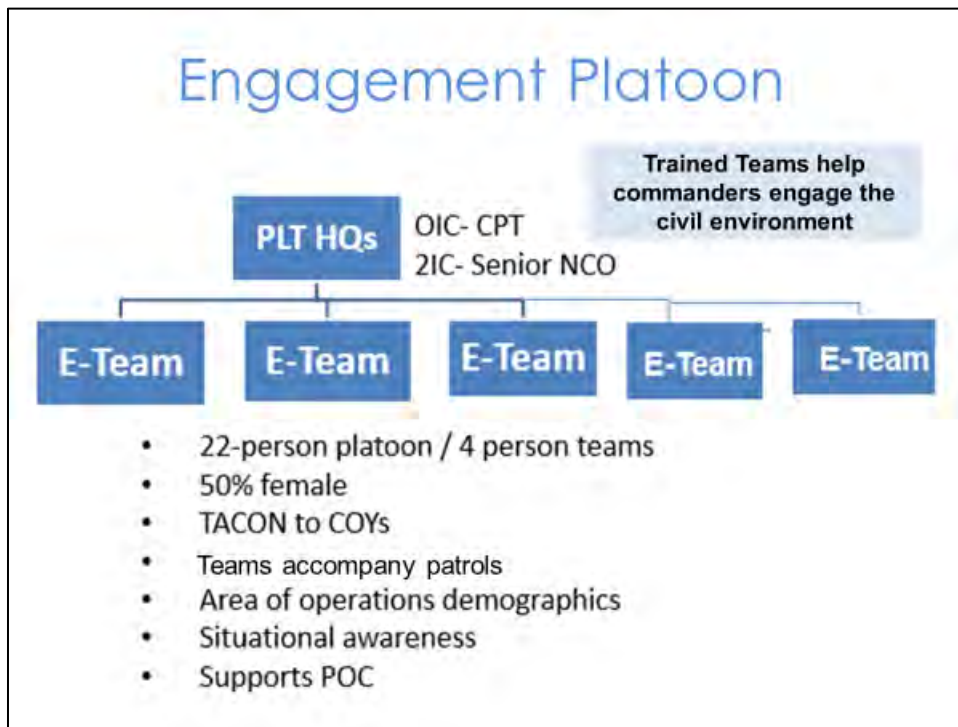 Engagement Platoon
Trained Teams help
commanders engage the
civil environment
PLT HQs
OIC- CPT
2IC- Senior NCO
E-Team
E-Team
E-Team
E-Team
E-Team
• 22-person platoon / 4 person teams
• 50% female
• TACON to COYs
• Teams accompany patrols
• Area of operations demographics
• Situational awareness
• Supports POC